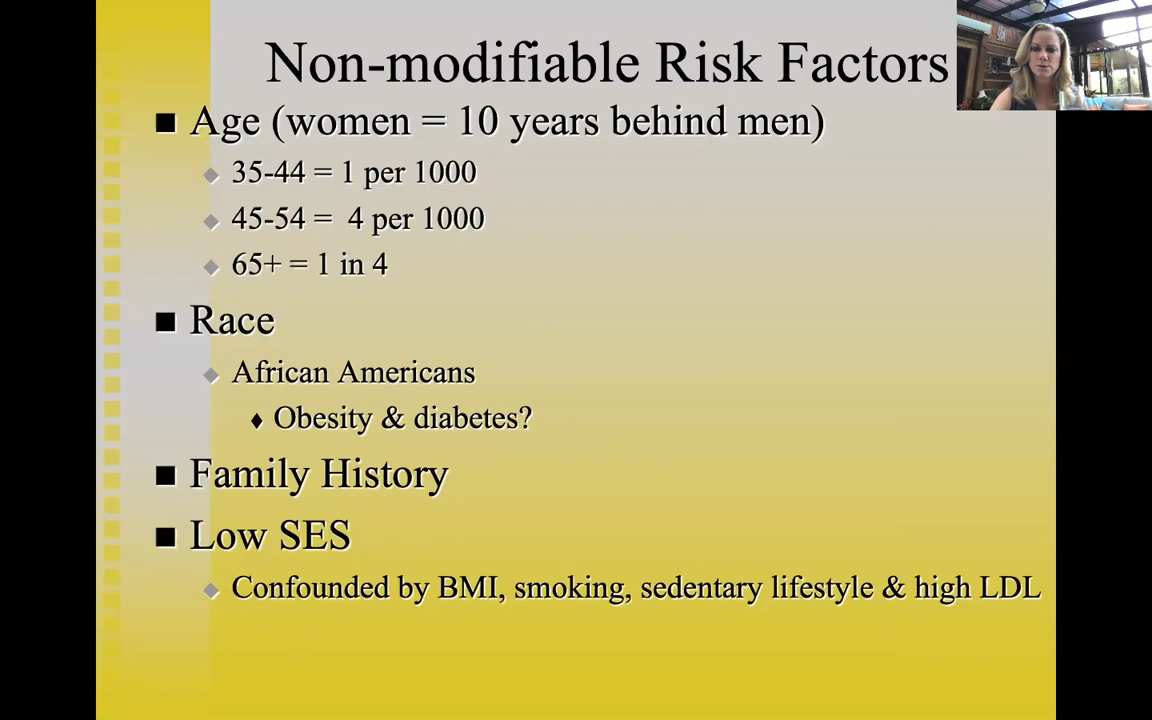 Non-modifiable Risk Factors
Age (women = 10 years behind men)
35-44 = 1 per 1000
45-54 = 4 per 1000
65+ = 1 in 4
Race
African Americans
Obesity & diabetes?
Family History
Low SES
Confounded by BMI, smoking, sedentary lifestyle & high LDL